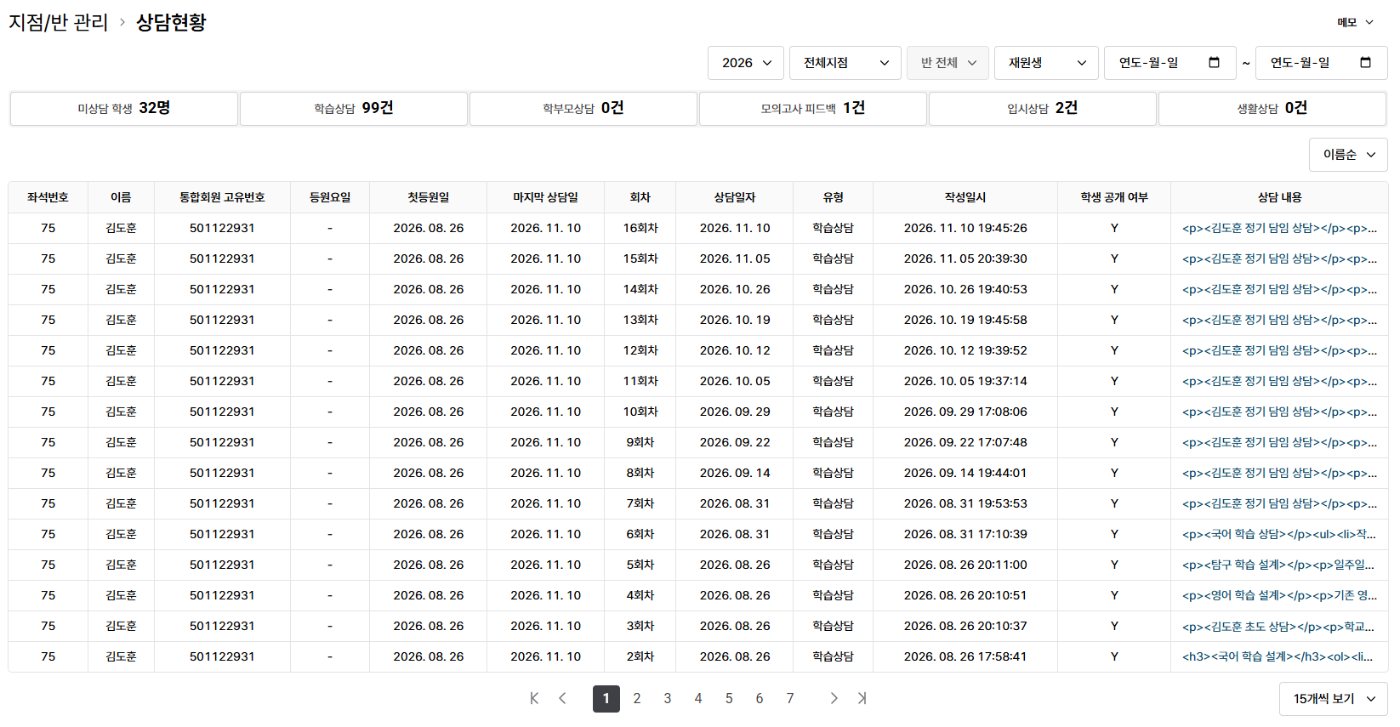 지점/반 관리 > 상담현황
메모
2026 전체지점 반 전체 재원생 연도-월-일 ~ 연도-월-일
미상담 학생 32명 학습상담 99건 학부모상담 0건 모의고사 피드백 1건 입시상담 2건 생활상담 0건
이름순
좌석번호 이름 통합회원 고유번호 등원요일 첫등원일 마지막 상담일 회차 상담일자 유형 작성일시 학생 공개 여부 상담 내용
75 김도훈 501122931 - 2026. 08. 26 2026. 11. 10 16회차 2026. 11. 10 학습상담 2026. 11. 10 19:45:26 Y <p><김도훈 정기 담임 상담></p><p>...
75 김도훈 501122931 - 2026. 08. 26 2026. 11. 10 15회차 2026. 11. 05 학습상담 2026. 11. 05 20:39:30 Y <p><김도훈 정기 담임 상담></p><p>...
75 김도훈 501122931 - 2026. 08. 26 2026. 11. 10 14회차 2026. 10. 26 학습상담 2026. 10. 26 19:40:53 Y <p><김도훈 정기 담임 상담></p><p>...
75 김도훈 501122931 - 2026. 08. 26 2026. 11. 10 13회차 2026. 10. 19 학습상담 2026. 10. 19 19:45:58 Y <p><김도훈 정기 담임 상담></p><p>...
75 김도훈 501122931 - 2026. 08. 26 2026. 11. 10 12회차 2026. 10. 12 학습상담 2026. 10. 12 19:39:52 Y <p><김도훈 정기 담임 상담></p><p>...
75 김도훈 501122931 - 2026. 08. 26 2026. 11. 10 11회차 2026. 10. 05 학습상담 2026. 10. 05 19:37:14 Y <p><김도훈 정기 담임 상담></p><p>...
75 김도훈 501122931 - 2026. 08. 26 2026. 11. 10 10회차 2026. 09. 29 학습상담 2026. 09. 29 17:08:06 Y <p><김도훈 정기 담임 상담></p><p>...
75 김도훈 501122931 - 2026. 08. 26 2026. 11. 10 9회차 2026. 09. 22 학습상담 2026. 09. 22 17:07:48 Y <p><김도훈 정기 담임 상담></p><p>...
75 김도훈 501122931 - 2026. 08. 26 2026. 11. 10 8회차 2026. 09. 14 학습상담 2026. 09. 14 19:44:01 Y <p><김도훈 정기 담임 상담></p><p>...
75 김도훈 501122931 - 2026. 08. 26 2026. 11. 10 7회차 2026. 08. 31 학습상담 2026. 08. 31 19:53:53 Y <p><김도훈 정기 담임 상담></p><p>...
75 김도훈 501122931 - 2026. 08. 26 2026. 11. 10 6회차 2026. 08. 31 학습상담 2026. 08. 31 17:10:39 Y <p><국어 학습 상담></p><ul><li>작...
75 김도훈 501122931 - 2026. 08. 26 2026. 11. 10 5회차 2026. 08. 26 학습상담 2026. 08. 26 20:11:00 Y <p><탐구 학습 설계></p><p>일주일...
75 김도훈 501122931 - 2026. 08. 26 2026. 11. 10 4회차 2026. 08. 26 학습상담 2026. 08. 26 20:10:51 Y <p><영어 학습 설계></p><p>기존 영...
75 김도훈 501122931 - 2026. 08. 26 2026. 11. 10 3회차 2026. 08. 26 학습상담 2026. 08. 26 20:10:37 Y <p><김도훈 초도 상담></p><p>학교...
75 김도훈 501122931 - 2026. 08. 26 2026. 11. 10 2회차 2026. 08. 26 학습상담 2026. 08. 26 17:58:41 Y <h3><국어 학습 설계></h3><ol><li...
1 2 3 4 5 6 7
15개씩 보기